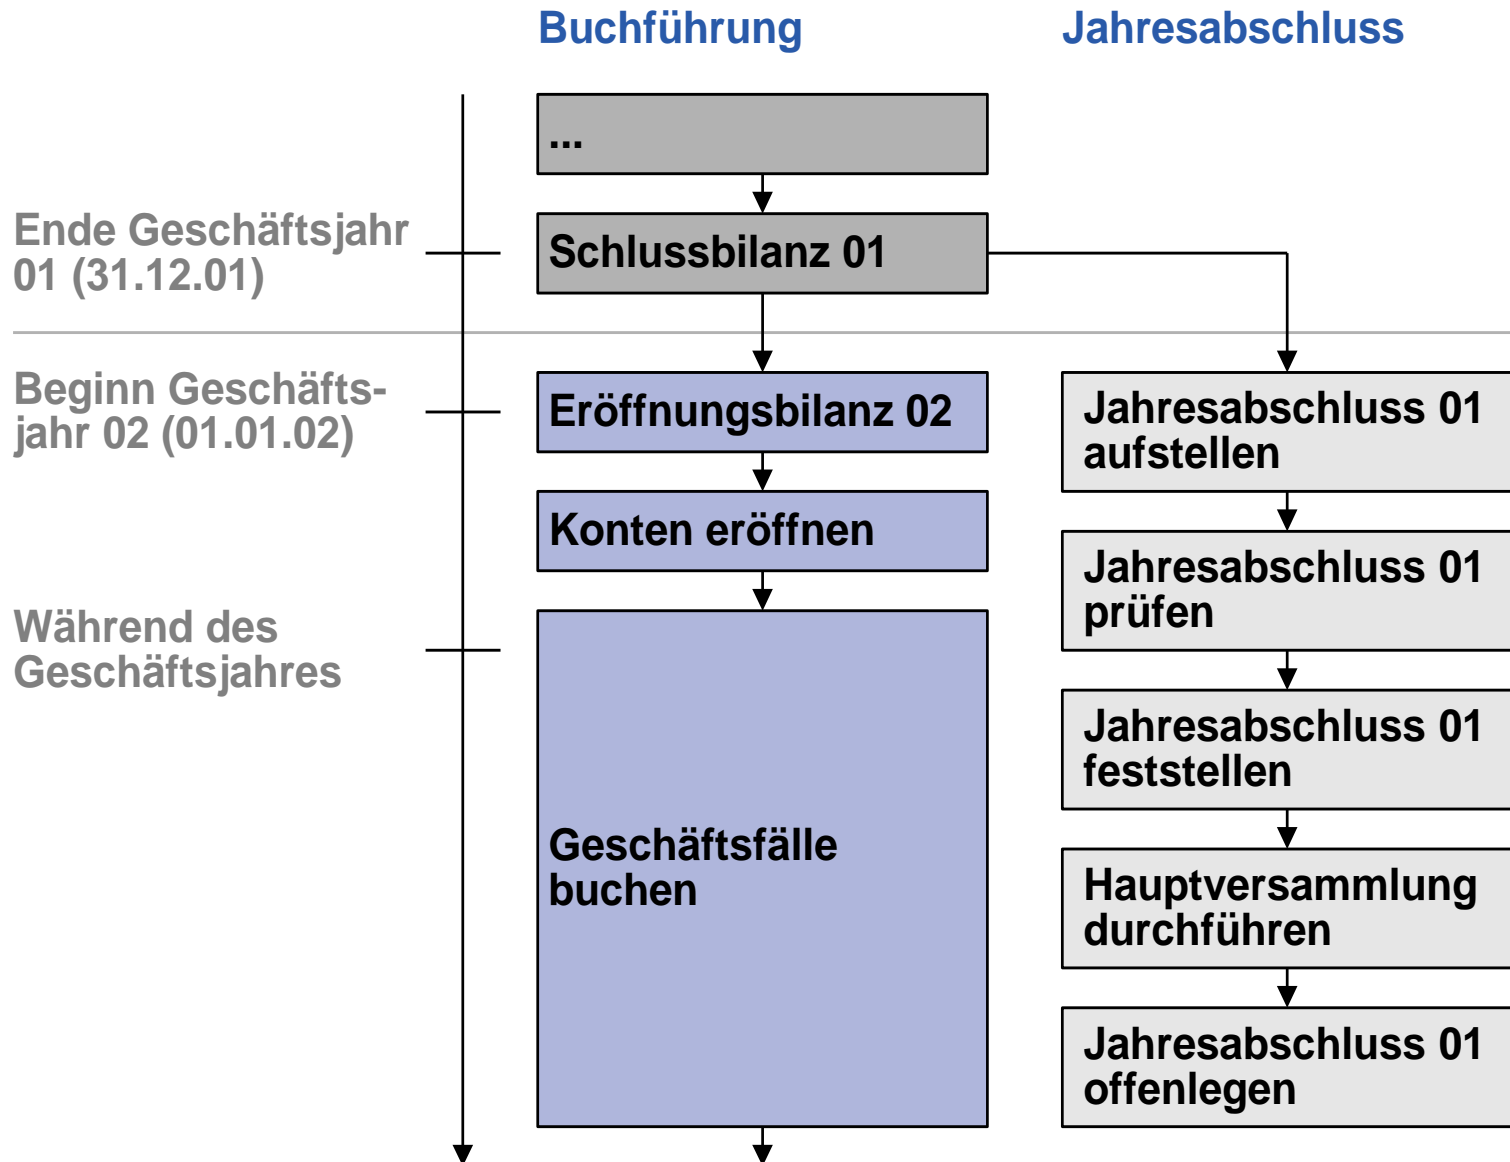 Buchführung
Jahresabschluss
...
Ende Geschäftsjahr
01 (31.12.01)
Schlussbilanz 01
Beginn Geschäfts-
jahr 02 (01.01.02)
Eröffnungsbilanz 02
Jahresabschluss 01
aufstellen
Konten eröffnen
Jahresabschluss 01
prüfen
Während des
Geschäftsjahres
Geschäftsfälle
buchen
Jahresabschluss 01
feststellen
Hauptversammlung
durchführen
Jahresabschluss 01
offenlegen